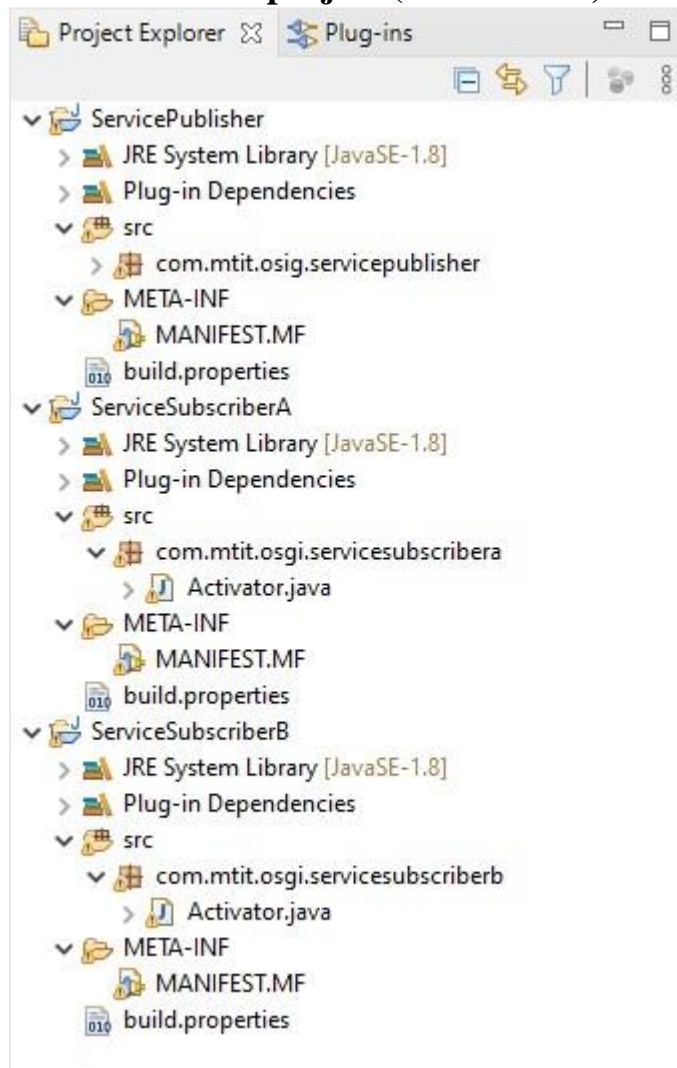 Project Explorer Plug-ins
ServicePublisher
JRE System Library [JavaSE-1.8]
Plug-in Dependencies
src
com.mtit.osig.servicepublisher
META-INF
MANIFEST.MF
build.properties
ServiceSubscriberA
JRE System Library [JavaSE-1.8]
Plug-in Dependencies
src
com.mtit.osgi.servicesubscribera
Activator.java
META-INF
MANIFEST.MF
build.properties
ServiceSubscriberB
JRE System Library [JavaSE-1.8]
Plug-in Dependencies
src
com.mtit.osgi.servicesubscriberb
Activator.java
META-INF
MANIFEST.MF
build.properties